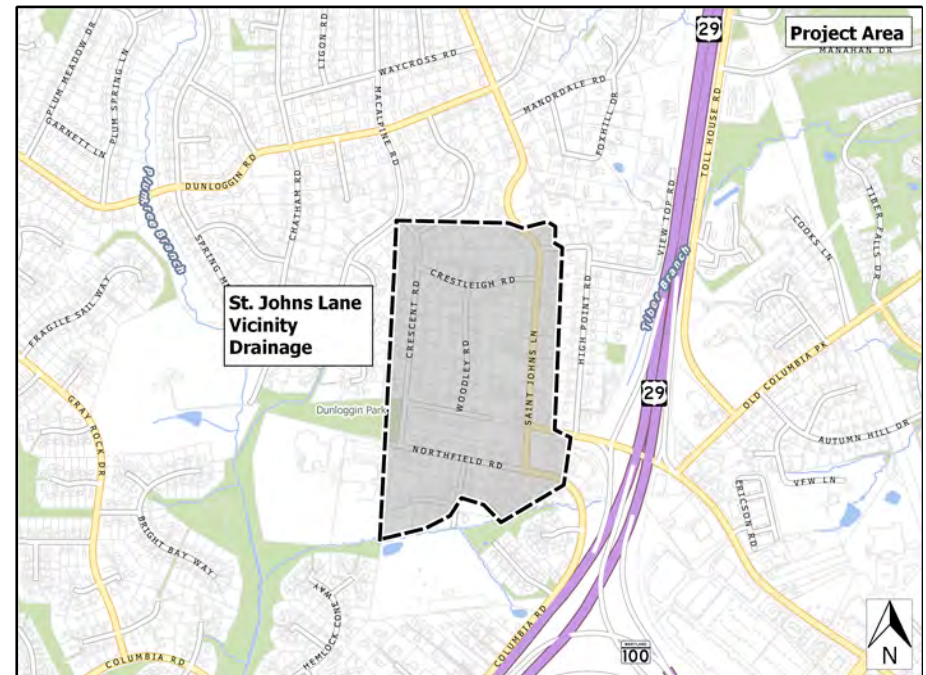 29
Project Area
MANAHAN DR
PLUM MEADOW DR
PLUM SPRING LN
GARNETT LN
LIGON RD
WAYCROSS RD
MACALPINE RD
MANORDALE RD
FOXHILL DR
TOLL HOUSE RD
DUNLOGGIN RD
Plumtree Branch
CHATHAM RD
VIEW TOP RD
TIBER FALLS DR
COOKS LN
SPRING
Tiber Branch
CRESTLEIGH RD
St. Johns Lane
Vicinity
Drainage
FRAGILE SAIL WAY
CRESCENT RD
WOODLEY RD
SAINT JOHNS LN
HIGH POINT RD
OLD COLUMBIA PK
29
GRAY ROCK DR
Dunloggin Park
AUTUMN HILL DR
NORTHFIELD RD
VFW LN
ERICSON RD
BRIGHT BAY WAY
HEMLOCK CONE WAY
COLUMBIA RD
COLUMBIA RD
MARYLAND
100
N